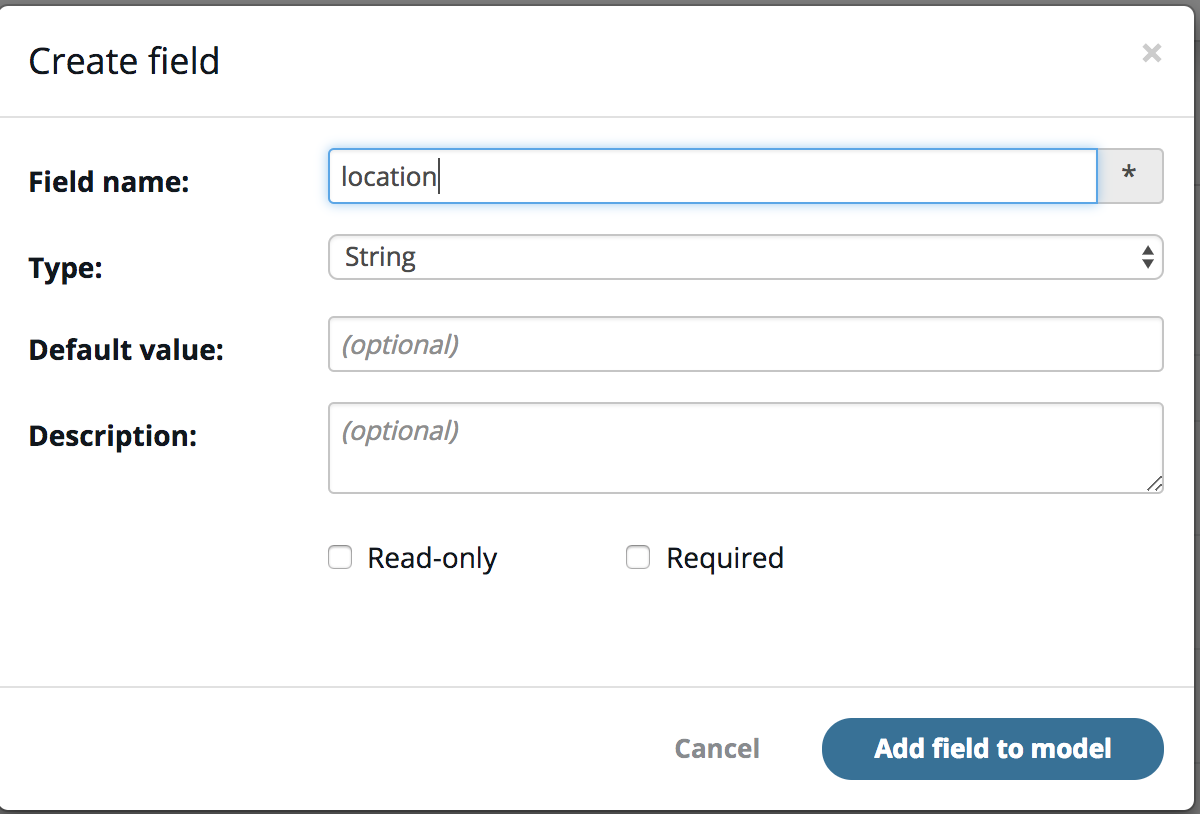 Create field
×
Field name:
location
*
Type:
String
Default value:
(optional)
Description:
(optional)
Read-only
Required
Cancel
Add field to model